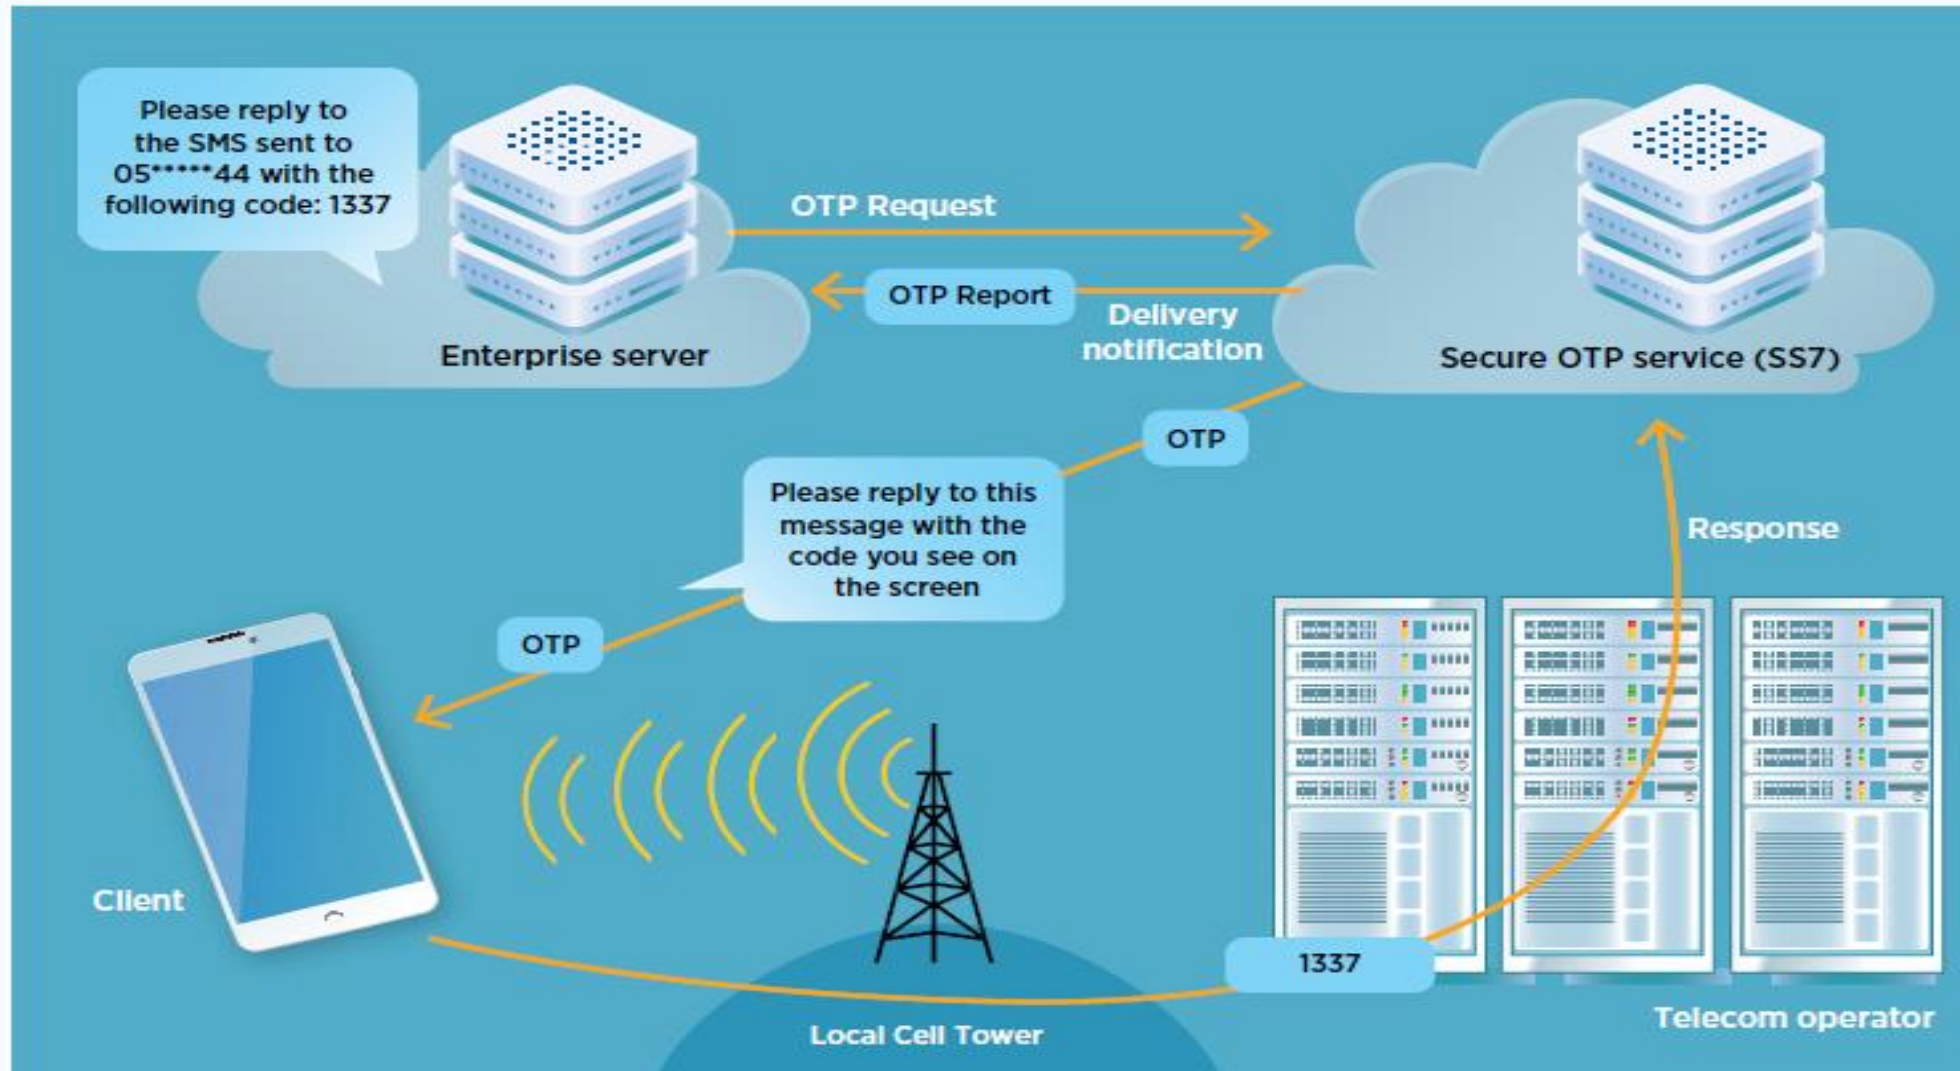 Please reply to
the SMS sent to
05*****44 with the
following code: 1337
Enterprise server
OTP Request
OTP Report
Delivery
notification
Secure OTP service (SS7)
OTP
Please reply to this
message with the
code you see on
the screen
OTP
Response
Client
1337
Local Cell Tower
Telecom operator